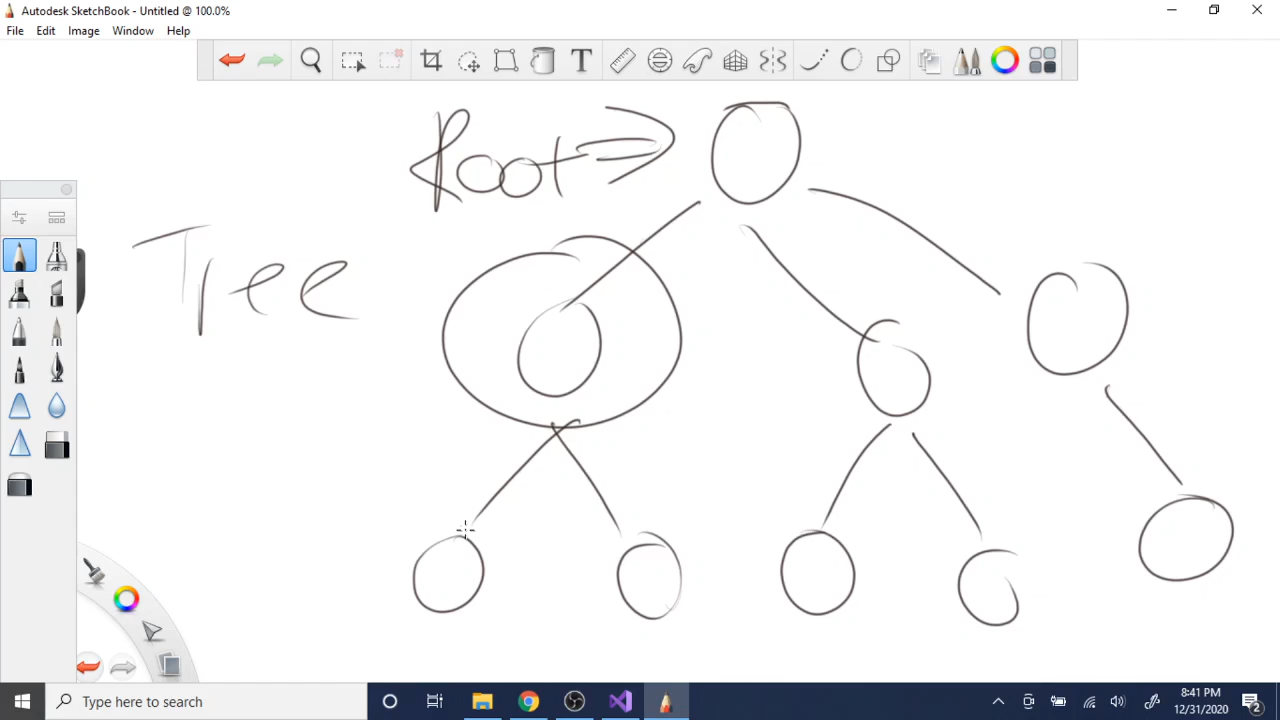 Autodesk SketchBook - Untitled @ 100.0%
File Edit Image Window Help
T
Root
Tree
Type here to search
8:41 PM
12/31/2020
2